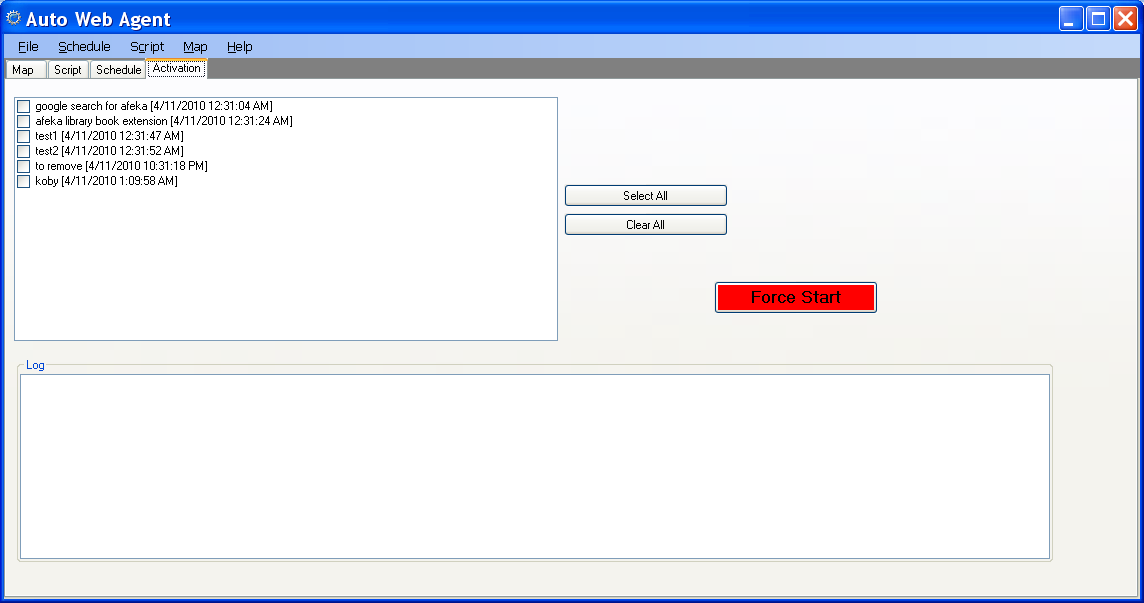 Auto Web Agent
File Schedule Script Map Help
Map Script Schedule Activation
google search for afeka [4/11/2010 12:31:04 AM]
afeka library book extension [4/11/2010 12:31:24 AM]
test1 [4/11/2010 12:31:47 AM]
test2 [4/11/2010 12:31:52 AM]
to remove [4/11/2010 10:31:18 PM]
koby [4/11/2010 1:09:58 AM]
Select All
Clear All
Force Start
Log